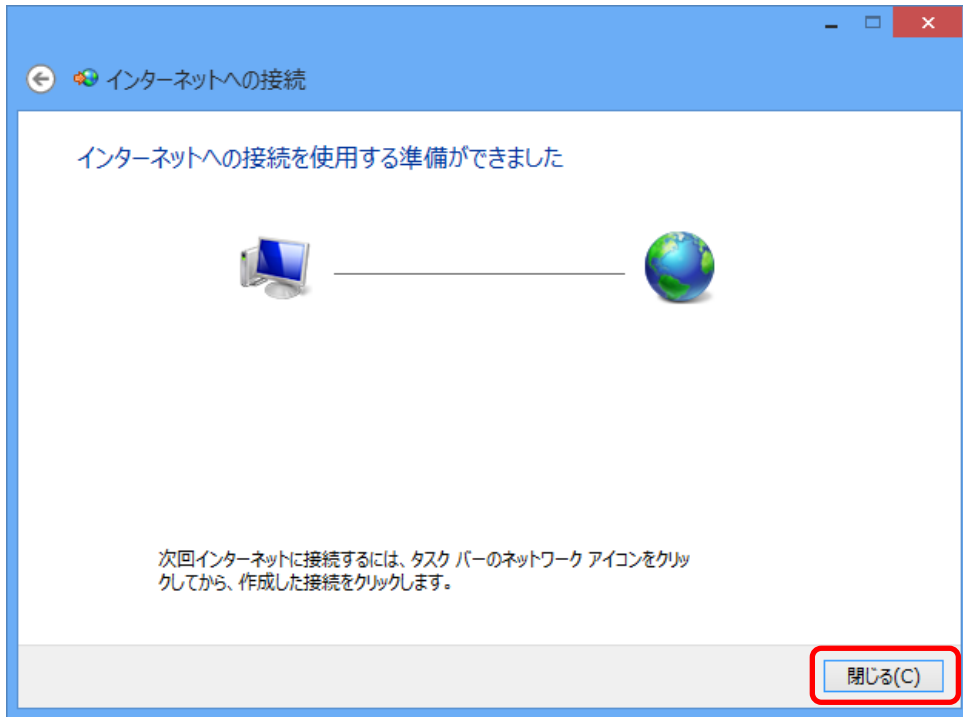 インターネットへの接続
インターネットへの接続を使用する準備ができました
次回インターネットに接続するには、タスク バーのネットワーク アイコンをクリッ
クしてから、作成した接続をクリックします。
閉じる(C)